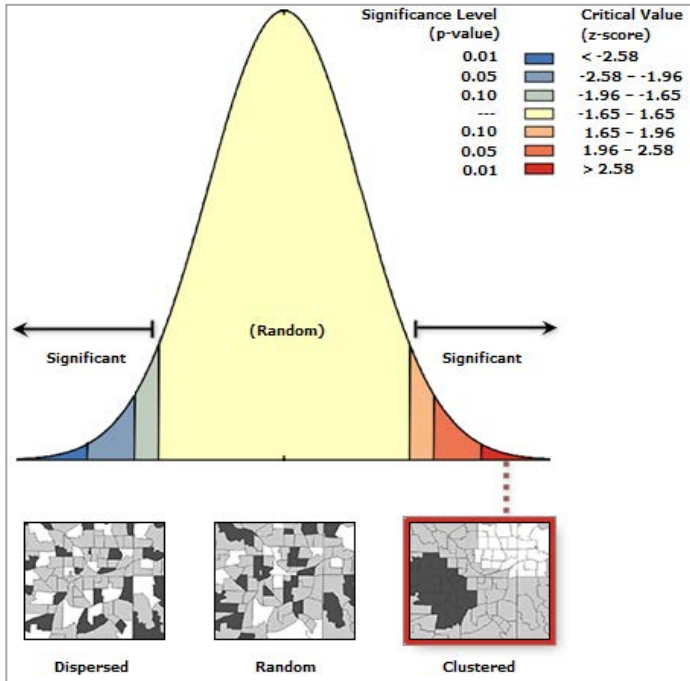 Significance Level Critical Value
(p-value) (z-score)
0.01 < -2.58
0.05 -2.58 – -1.96
0.10 -1.96 – -1.65
--- -1.65 – 1.65
0.10 1.65 – 1.96
0.05 1.96 – 2.58
0.01 > 2.58
(Random)
Significant Significant
Dispersed Random Clustered